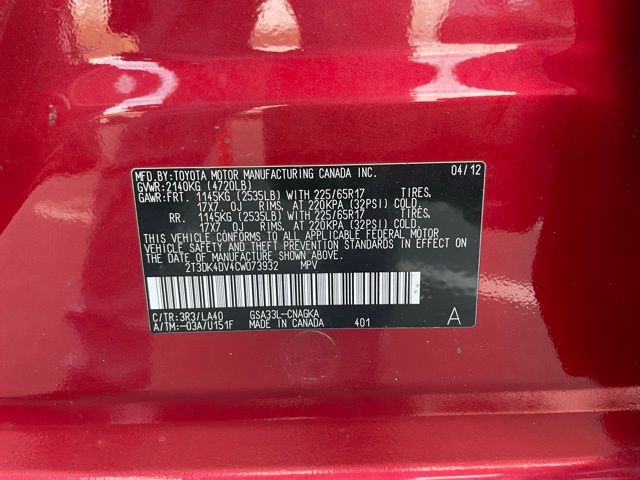 MFD.BY:TOYOTA MOTOR MANUFACTURING CANADA INC. 04/12
GVWR:2140KG (4720LB)
GAWR:FRT. 1145KG (2535LB) WITH 225/65R17 TIRES,
17X7.0J RIMS, AT 220KPA (32PSI) COLD.
RR. 1145KG (2535LB) WITH 225/65R17 TIRES,
17X7.0J RIMS, AT 220KPA (32PSI) COLD.
THIS VEHICLE CONFORMS TO ALL APPLICABLE FEDERAL MOTOR
VEHICLE SAFETY AND THEFT PREVENTION STANDARDS IN EFFECT ON
THE DATE OF MANUFACTURE SHOWN ABOVE.
2T3DK4DV4CW073932 MPV
C/TR:3R3/LA40 GSA33L-CNAGKA
A/TM:-03A/U151F MADE IN CANADA 401 A